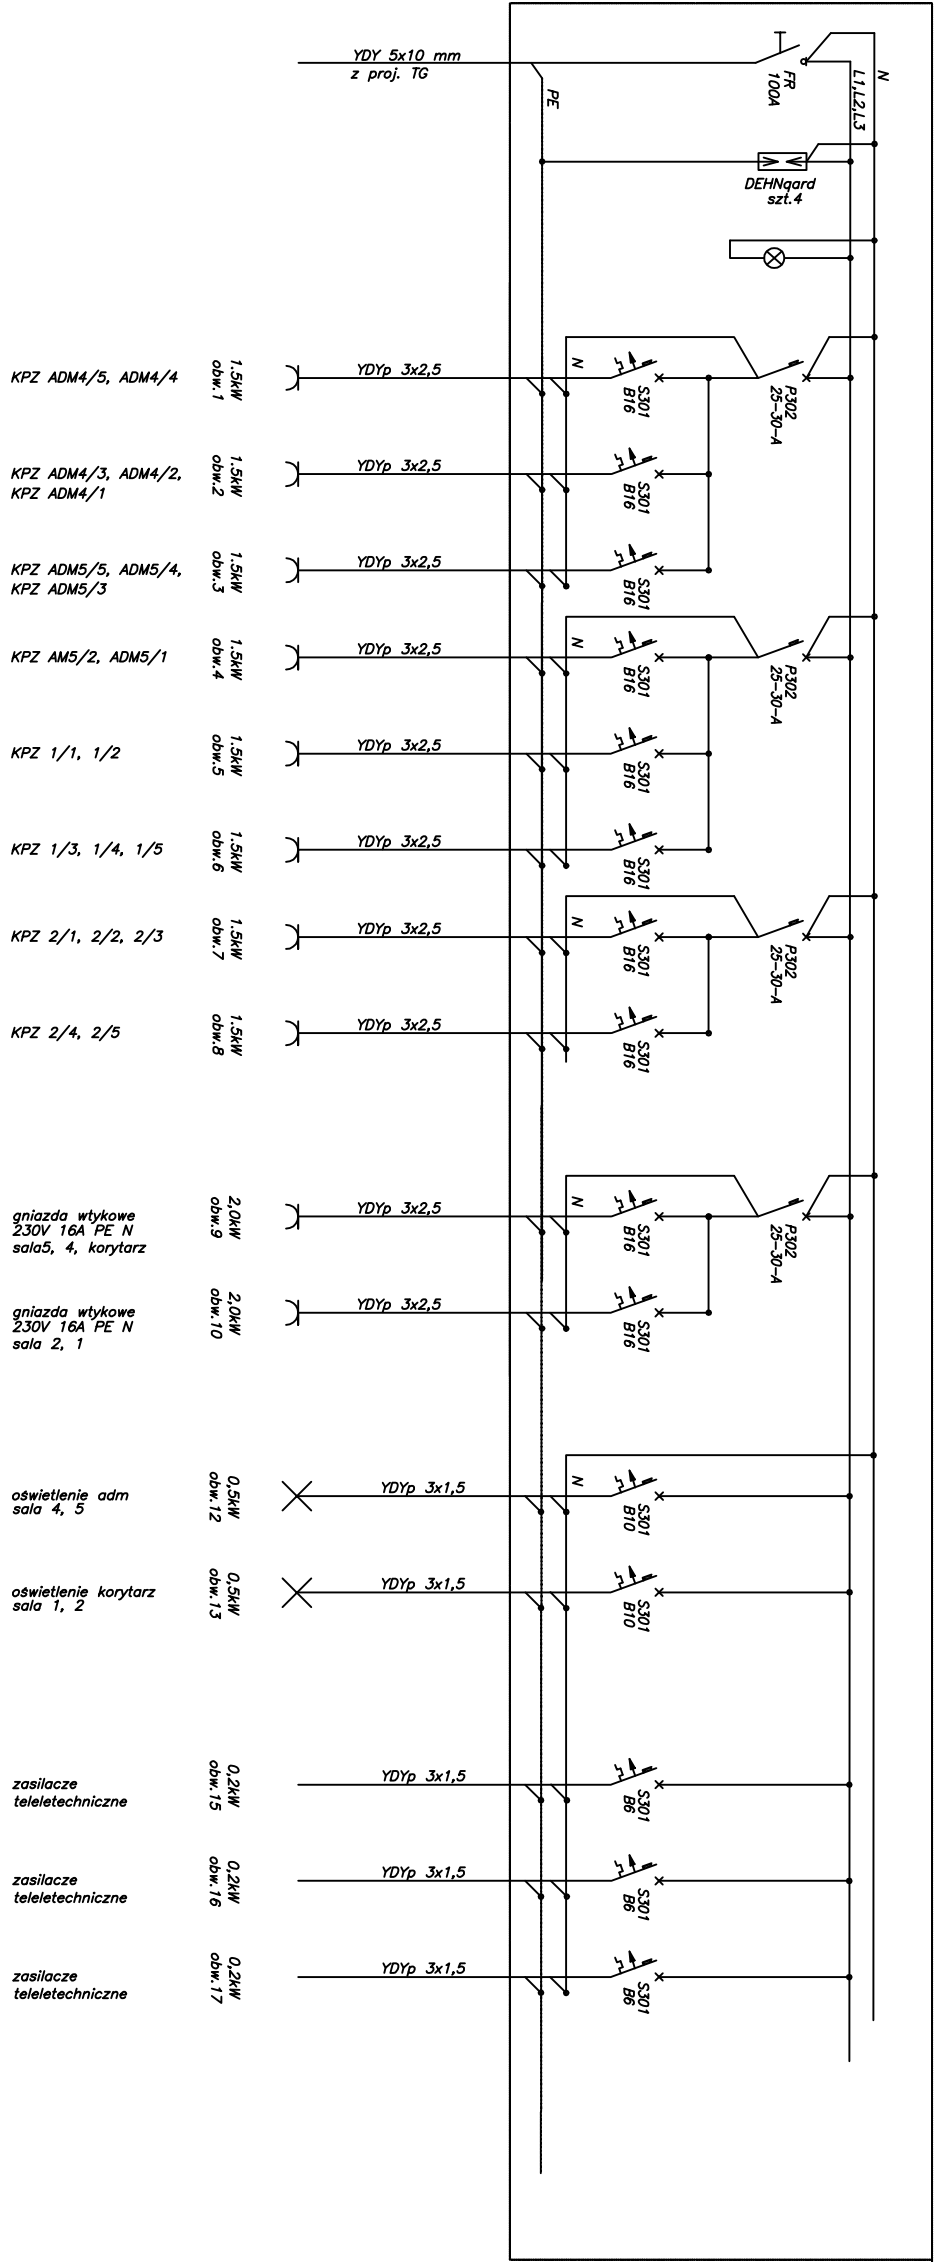 YDY 5x10 mm
z proj. TG
PE
FR
100A
L1,L2,L3
N
DEHNqard
szt.4
KPZ ADM4/5, ADM4/4
1.5kW
obw.1
YDYp 3x2,5
N
S301
B16
P302
25-30-A
KPZ ADM4/3, ADM4/2,
KPZ ADM4/1
1.5kW
obw.2
YDYp 3x2,5
S301
B16
KPZ ADM5/5, ADM5/4,
KPZ ADM5/3
1.5kW
obw.3
YDYp 3x2,5
S301
B16
KPZ AM5/2, ADM5/1
1.5kW
obw.4
YDYp 3x2,5
N
S301
B16
P302
25-30-A
KPZ 1/1, 1/2
1.5kW
obw.5
YDYp 3x2,5
S301
B16
KPZ 1/3, 1/4, 1/5
1.5kW
obw.6
YDYp 3x2,5
S301
B16
KPZ 2/1, 2/2, 2/3
1.5kW
obw.7
YDYp 3x2,5
N
S301
B16
P302
25-30-A
KPZ 2/4, 2/5
1.5kW
obw.8
YDYp 3x2,5
S301
B16
gniazda wtykowe
230V 16A PE N
sala5, 4, korytarz
2,0kW
obw.9
YDYp 3x2,5
N
S301
B16
P302
25-30-A
gniazda wtykowe
230V 16A PE N
sala 2, 1
2,0kW
obw.10
YDYp 3x2,5
S301
B16
oświetlenie adm
sala 4, 5
0,5kW
obw.12
YDYp 3x1,5
N
S301
B10
oświetlenie korytarz
sala 1, 2
0,5kW
obw.13
YDYp 3x1,5
S301
B10
zasilacze
teleletechniczne
0,2kW
obw.15
YDYp 3x1,5
S301
B6
zasilacze
teleletechniczne
0,2kW
obw.16
YDYp 3x1,5
S301
B6
zasilacze
teleletechniczne
0,2kW
obw.17
YDYp 3x1,5
S301
B6